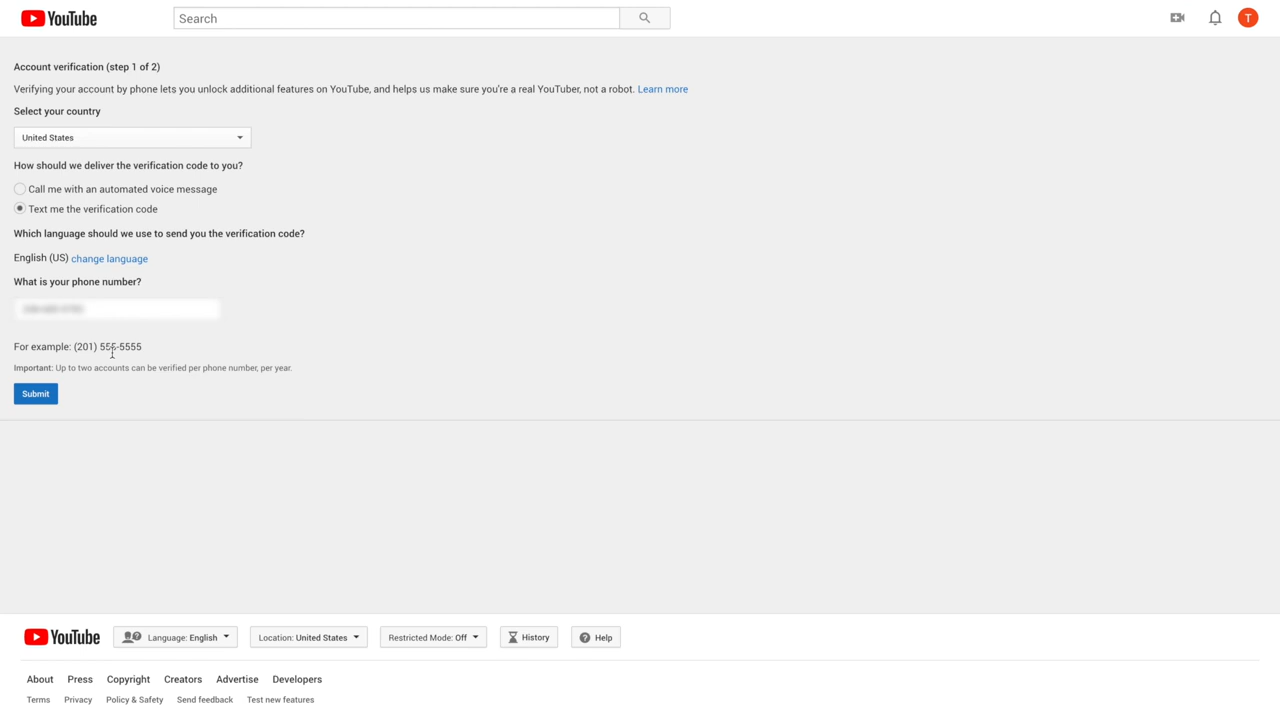 YouTube
Search
T
Account verification (step 1 of 2)
Verifying your account by phone lets you unlock additional features on YouTube, and helps us make sure you're a real YouTuber, not a robot. Learn more
Select your country
United States
How should we deliver the verification code to you?
Call me with an automated voice message
Text me the verification code
Which language should we use to send you the verification code?
English (US) change language
What is your phone number?
For example: (201) 555-5555
Important: Up to two accounts can be verified per phone number, per year.
Submit
YouTube
Language: English
Location: United States
Restricted Mode: Off
History
Help
About Press Copyright Creators Advertise Developers
Terms Privacy Policy & Safety Send feedback Test new features